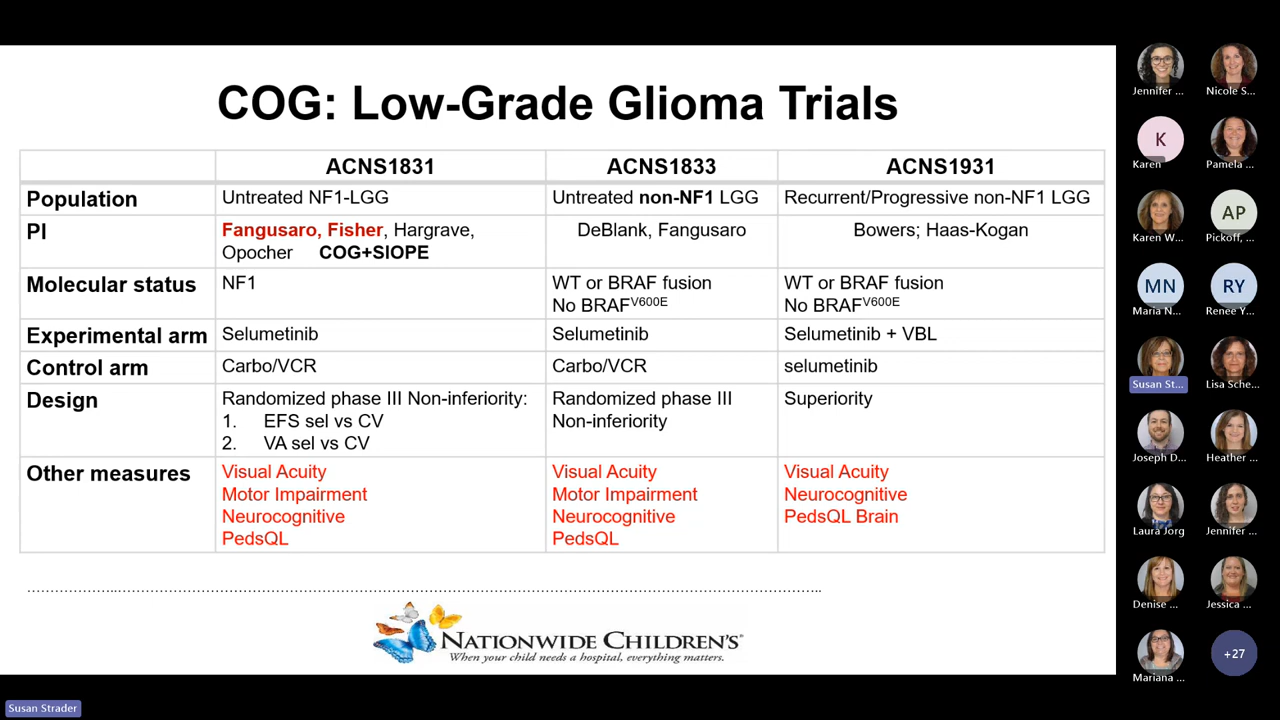 COG: Low-Grade Glioma Trials
ACNS1831 ACNS1833 ACNS1931
Population Untreated NF1-LGG Untreated non-NF1 LGG Recurrent/Progressive non-NF1 LGG
PI Fangusaro, Fisher, Hargrave, DeBlank, Fangusaro Bowers; Haas-Kogan
Opocher COG+SIOPE
Molecular status NF1 WT or BRAF fusion WT or BRAF fusion
No BRAFV600E No BRAFV600E
Experimental arm Selumetinib Selumetinib Selumetinib + VBL
Control arm Carbo/VCR Carbo/VCR selumetinib
Design Randomized phase III Non-inferiority: Randomized phase III Superiority
1. EFS sel vs CV Non-inferiority
2. VA sel vs CV
Other measures Visual Acuity Visual Acuity Visual Acuity
Motor Impairment Motor Impairment Neurocognitive
Neurocognitive Neurocognitive PedsQL Brain
PedsQL PedsQL
NATIONWIDE CHILDREN'S®
When your child needs a hospital, everything matters.
Jennifer ... Nicole S...
K
Karen Pamela ...
AP
Karen W... Pickoff, ...
MN RY
Maria N... Renee Y...
Susan St... Lisa Sche...
Joseph D... Heather ...
Laura Jorg Jennifer ...
Denise ... Jessica ...
+27
Mariana ...
Susan Strader